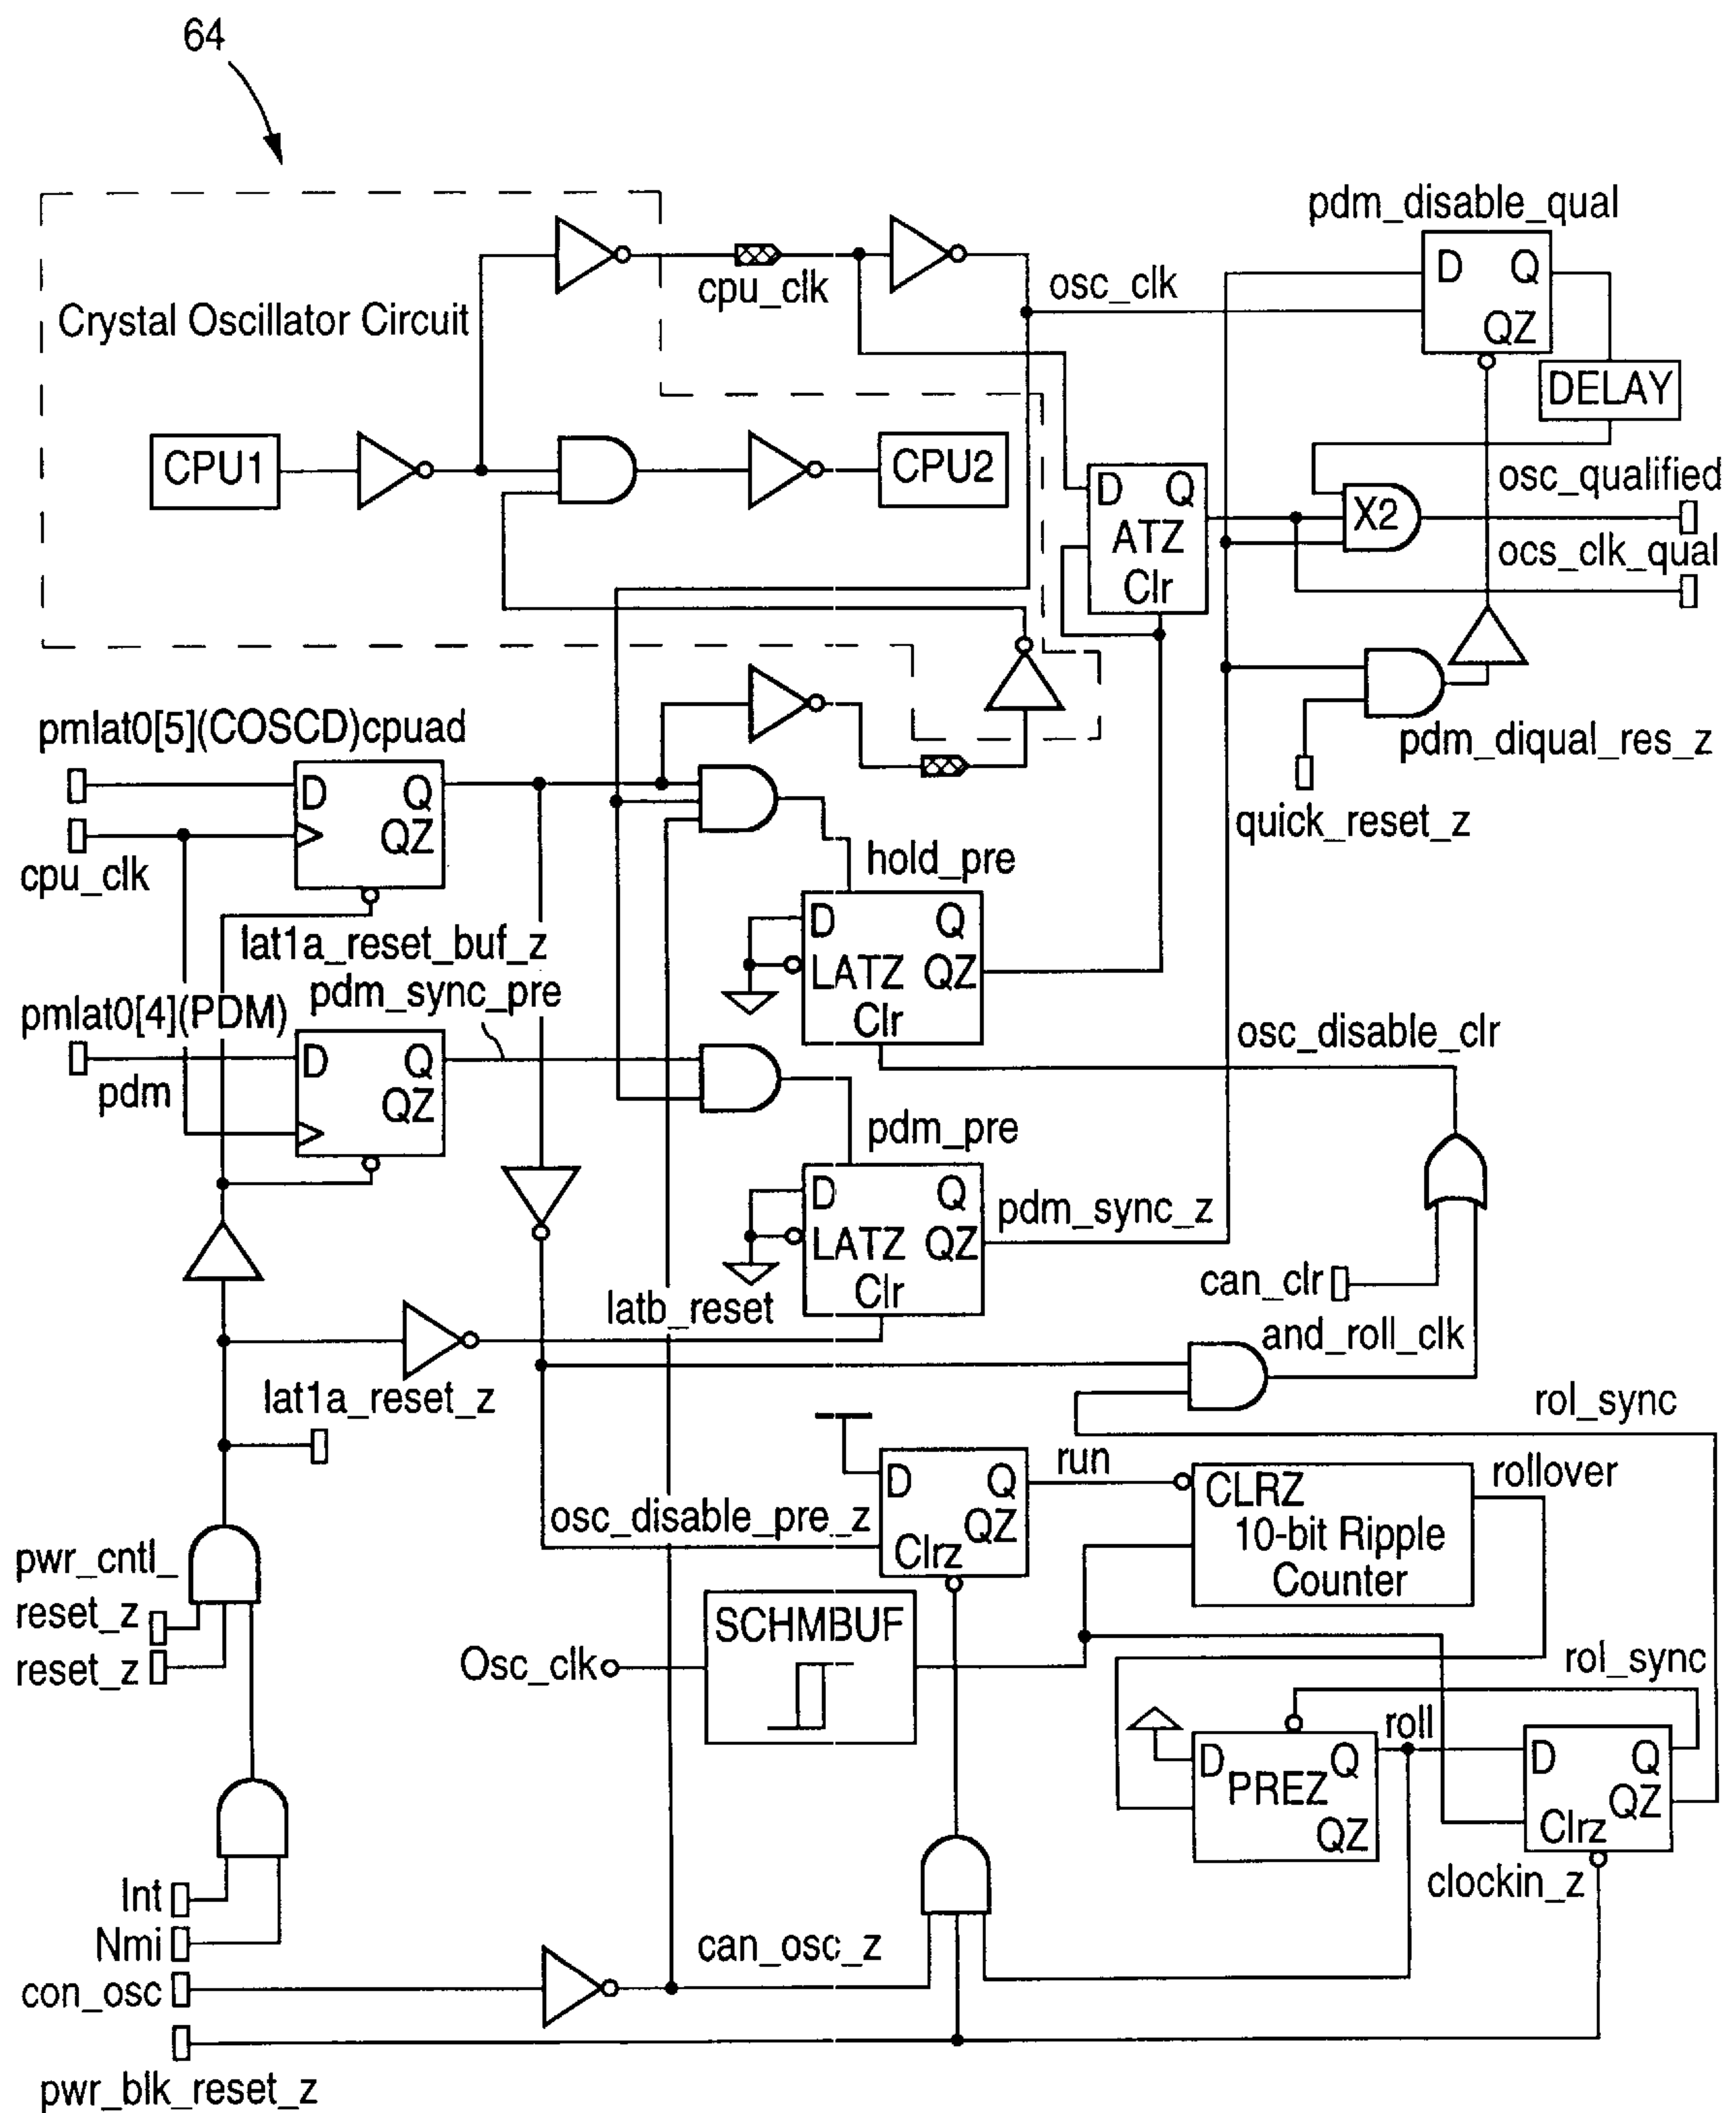 64
pdm_disable_qual
D Q
QZ
osc_clk
cpu_clk
Crystal Oscillator Circuit
DELAY
CPU1
CPU2
D Q
ATZ
Clr
X2
osc_qualified
ocs_clk_qual
pmlat0[5](COSCD)cpuad
pdm_diqual_res_z
quick_reset_z
D Q
QZ
cpu_clk
hold_pre
D Q
LATZ QZ
Clr
lat1a_reset_buf_z
pdm_sync_pre
pmlat0[4](PDM)
osc_disable_clr
D Q
QZ
pdm
pdm_pre
D Q
LATZ QZ
Clr
pdm_sync_z
can_clr
latb_reset
and_roll_clk
lat1a_reset_z
rol_sync
run
D Q
QZ
Clrz
CLRZ
10-bit Ripple
Counter
rollover
osc_disable_pre_z
pwr_cntl_
reset_z
reset_z
SCHMBUF
Osc_clk
rol_sync
roll
D Q
PREZ
QZ
D Q
QZ
Clrz
clockin_z
Int
Nmi
can_osc_z
con_osc
pwr_blk_reset_z